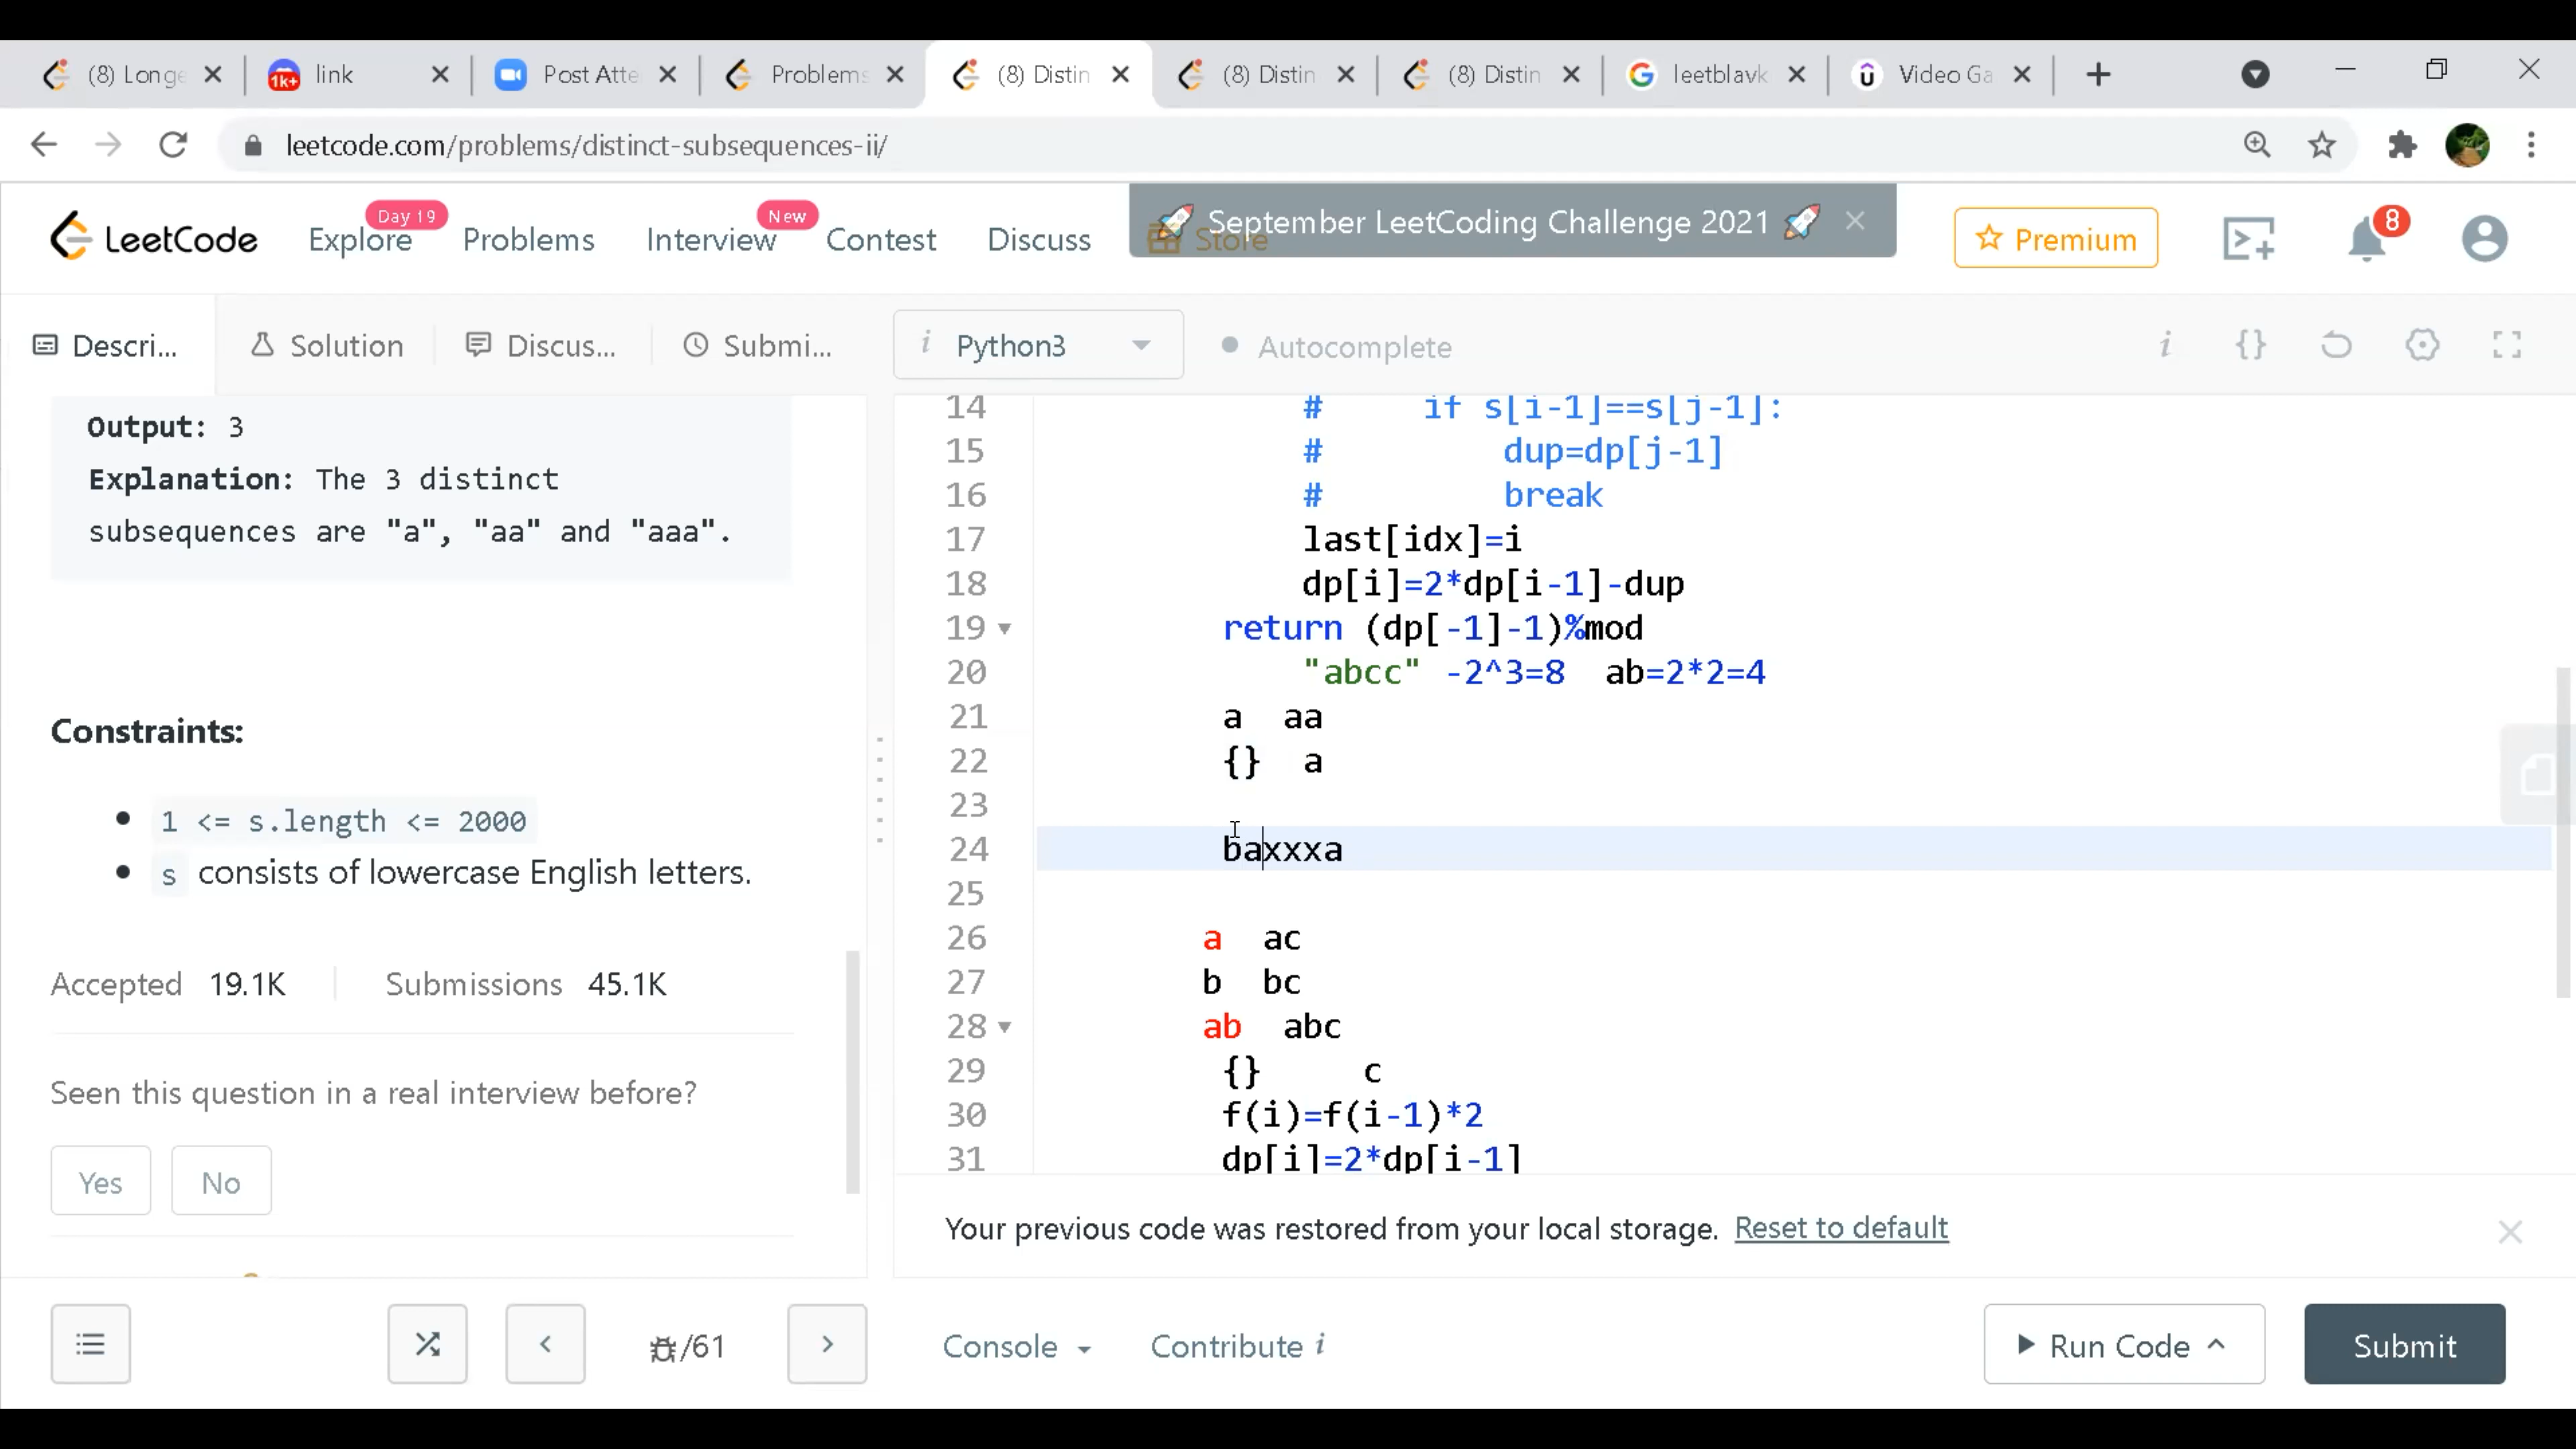 (8) Longe
link
Post Atte
Problems
(8) Distin
(8) Distin
(8) Distin
leetblavk
Video Ga
1k+
leetcode.com/problems/distinct-subsequences-ii/
LeetCode
Day 19
Explore
Problems
New
Interview
Contest
Discuss
Store
🚀 September LeetCoding Challenge 2021 🚀
Premium
8
Descri...
Solution
Discus...
Submi...
i Python3
Autocomplete
Output: 3
Explanation: The 3 distinct
subsequences are "a", "aa" and "aaa".
Constraints:
1 <= s.length <= 2000
s consists of lowercase English letters.
Accepted 19.1K
Submissions 45.1K
Seen this question in a real interview before?
Yes
No
14 # if s[i-1]==s[j-1]:
15 # dup=dp[j-1]
16 # break
17 last[idx]=i
18 dp[i]=2*dp[i-1]-dup
19 return (dp[-1]-1)%mod
20 "abcc" -2^3=8 ab=2*2=4
21 a aa
22 {} a
23
24 baxxxa
25
26 a ac
27 b bc
28 ab abc
29 {} c
30 f(i)=f(i-1)*2
31 dp[i]=2*dp[i-1]
Your previous code was restored from your local storage. Reset to default
/61
Console
Contribute i
Run Code
Submit